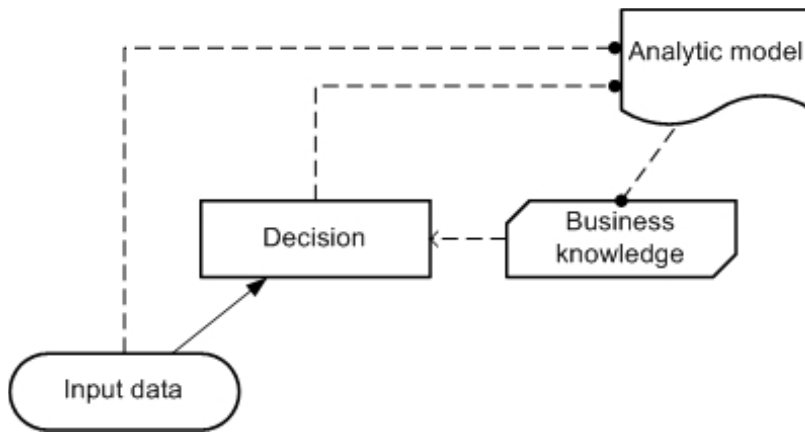 Analytic model
Decision
Business
knowledge
Input data